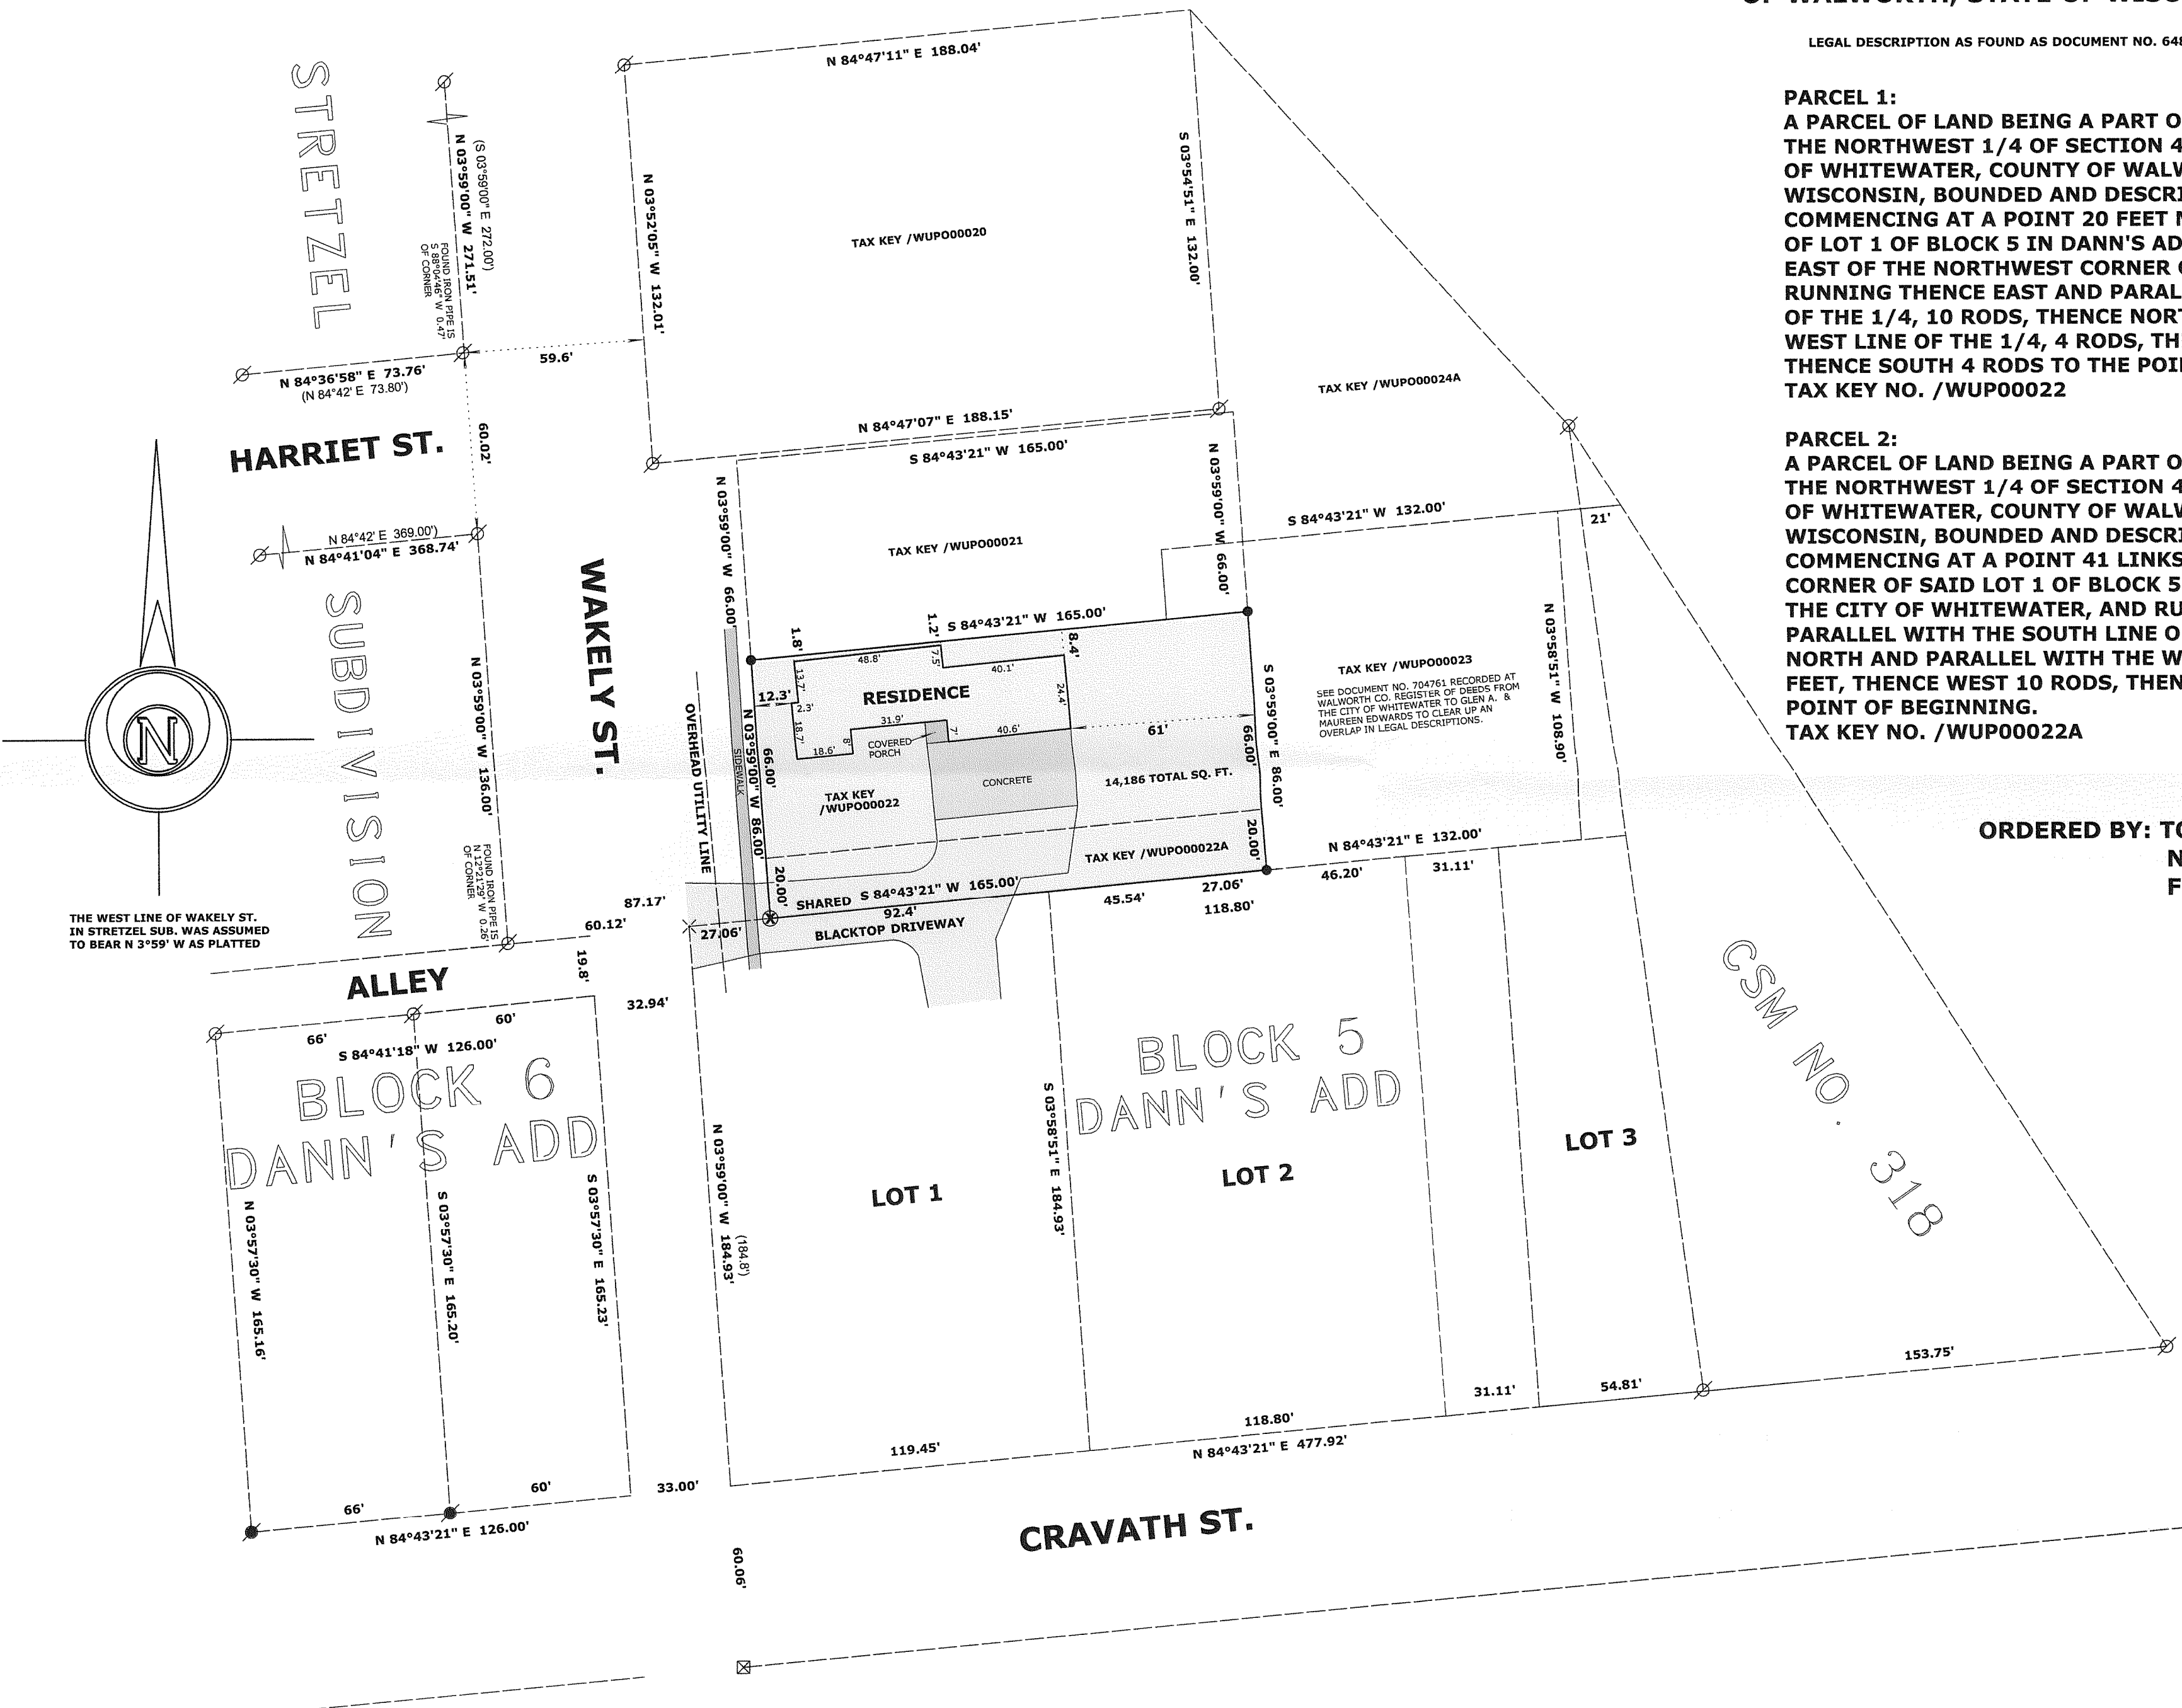 LEGAL DESCRIPTION AS FOUND AS DOCUMENT NO.
PARCEL 1:
A PARCEL OF LAND BEING A PART
THE NORTHWEST 1/4 OF SECTION 4
OF WHITEWATER, COUNTY OF
WISCONSIN, BOUNDED AND
COMMENCING AT A POINT 20 FEET
OF LOT 1 OF BLOCK 5 IN DANN'S
EAST OF THE NORTHWEST CORNER
RUNNING THENCE EAST AND
OF THE 1/4, 10 RODS, THENCE
WEST LINE OF THE 1/4, 4 RODS,
THENCE SOUTH 4 RODS TO THE
TAX KEY NO. /WUP00022
PARCEL 2:
A PARCEL OF LAND BEING A PART
THE NORTHWEST 1/4 OF SECTION 4
OF WHITEWATER, COUNTY OF
WISCONSIN, BOUNDED AND
COMMENCING AT A POINT 41 LINKS
CORNER OF SAID LOT 1 OF BLOCK 5
THE CITY OF WHITEWATER, AND
PARALLEL WITH THE SOUTH LINE
NORTH AND PARALLEL WITH THE
FEET, THENCE WEST 10 RODS,
POINT OF BEGINNING.
TAX KEY NO. /WUP00022A
ORDERED BY:
STRETZEL
SUBDIVISION
(S 03°59'00" E 272.00')
N 03°59'00" W 271.51'
FOUND IRON PIPE IS
S 88°04'46" W 0.47'
OF CORNER
N 84°36'58" E 73.76'
(N 84°42' E 73.80')
59.6'
HARRIET ST.
60.02'
N 84°42' E 369.00')
N 84°41'04" E 368.74'
N 03°59'00" W 136.00'
FOUND IRON PIPE IS
N 12°21'29" W 0.26'
OF CORNER
N
THE WEST LINE OF WAKELY ST.
IN STRETZEL SUB. WAS ASSUMED
TO BEAR N 3°59' W AS PLATTED
WAKELY ST.
N 84°47'11" E 188.04'
N 03°52'05" W 132.01'
S 03°54'51" E 132.00'
TAX KEY /WUPO00020
N 84°47'07" E 188.15'
S 84°43'21" W 165.00'
TAX KEY /WUPO00024A
N 03°59'00" W 66.00'
TAX KEY /WUPO00021
N 03°59'00" W 66.00'
S 84°43'21" W 132.00'
21'
S 84°43'21" W 165.00'
1.8'
1.2'
8.4'
48.8'
7.5'
40.1'
13.7'
RESIDENCE
24.4'
12.3'
2.3'
18.7'
31.9'
18.6'
8'
7'
40.6'
COVERED
PORCH
61'
CONCRETE
14,186 TOTAL SQ. FT.
TAX KEY
/WUPO00022
TAX KEY /WUPO00022A
OVERHEAD UTILITY LINE
SIDEWALK
N 03°59'00" W 86.00'
66.00'
20.00'
66.00'
20.00'
S 03°59'00" E 86.00'
TAX KEY /WUPO00023
SEE DOCUMENT NO. 704761 RECORDED AT
WALWORTH CO. REGISTER OF DEEDS FROM
THE CITY OF WHITEWATER TO GLEN A. &
MAUREEN EDWARDS TO CLEAR UP AN
OVERLAP IN LEGAL DESCRIPTIONS.
N 03°58'51" W 108.90'
N 84°43'21" E 132.00'
SHARED S 84°43'21" W 165.00'
92.4'
BLACKTOP DRIVEWAY
27.06'
87.17'
60.12'
45.54'
27.06'
118.80'
46.20'
31.11'
19.8'
32.94'
ALLEY
66'
60'
S 84°41'18" W 126.00'
BLOCK 6
DANN'S ADD
N 03°57'30" W 165.16'
S 03°57'30" E 165.20'
S 03°57'30" E 165.23'
66'
60'
N 84°43'21" E 126.00'
33.00'
BLOCK 5
DANN'S ADD
N 03°59'00" W 184.93'
(184.8')
LOT 1
S 03°58'51" E 184.93'
LOT 2
LOT 3
CSM NO. 318
119.45'
118.80'
31.11'
54.81'
153.75'
N 84°43'21" E 477.92'
CRAVATH ST.
60.06'